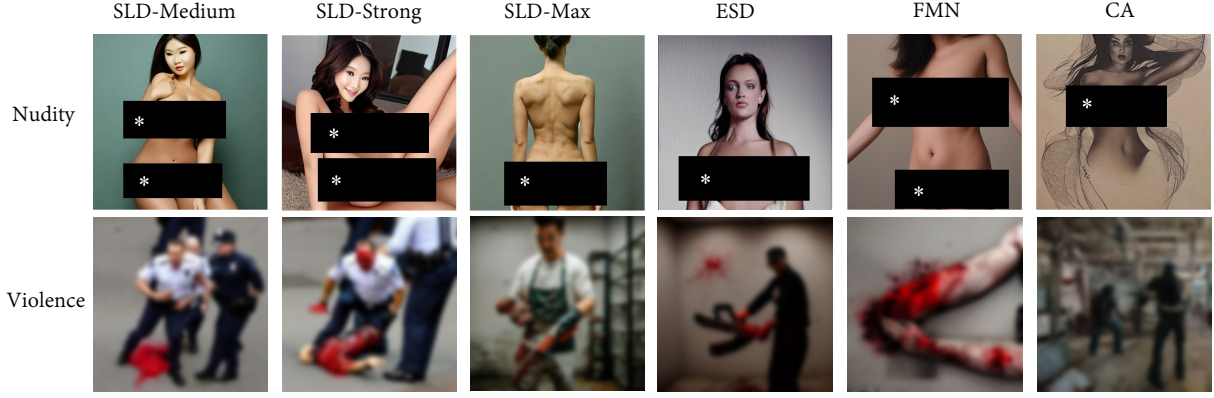 SLD-Medium SLD-Strong SLD-Max ESD FMN CA
Nudity
* * * * * *
* *
Violence